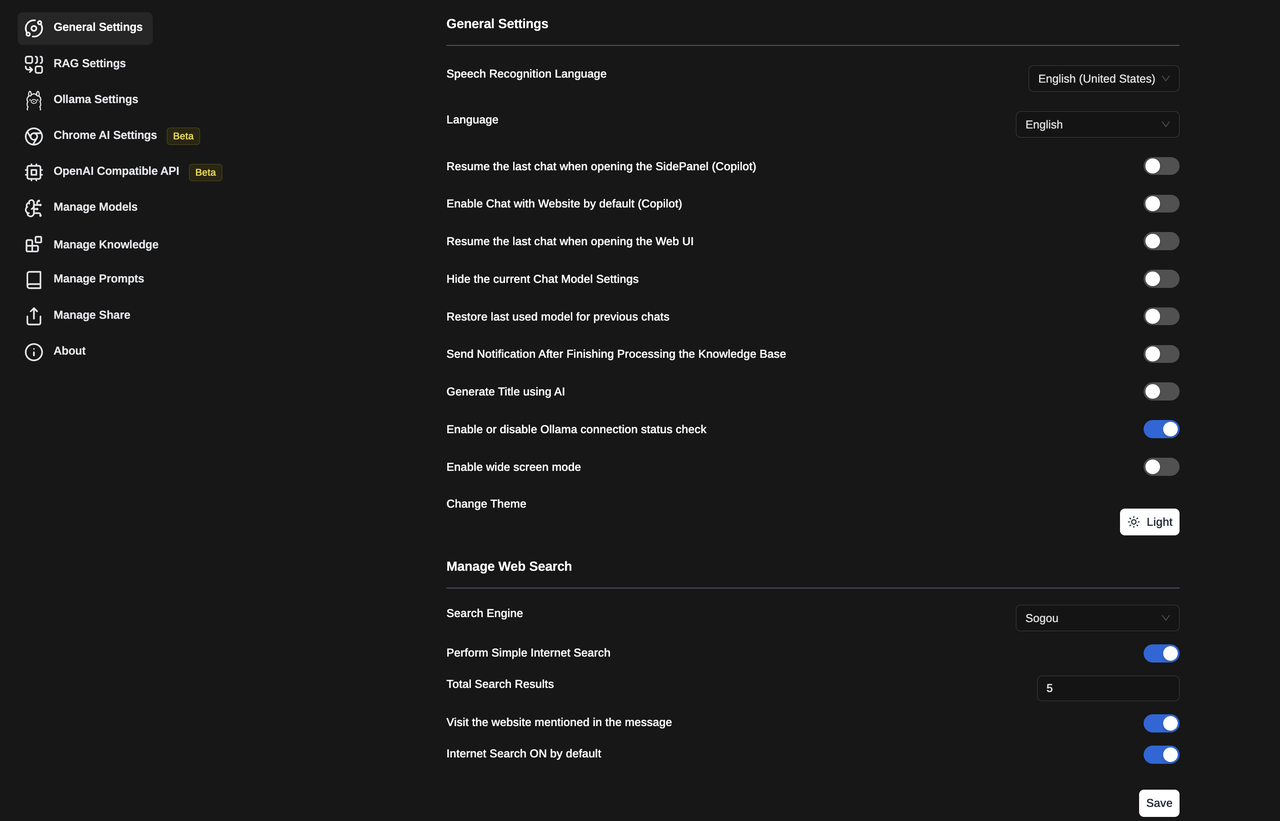 General Settings
RAG Settings
Ollama Settings
Chrome AI Settings Beta
OpenAI Compatible API Beta
Manage Models
Manage Knowledge
Manage Prompts
Manage Share
About
General Settings
Speech Recognition Language English (United States)
Language English
Resume the last chat when opening the SidePanel (Copilot)
Enable Chat with Website by default (Copilot)
Resume the last chat when opening the Web UI
Hide the current Chat Model Settings
Restore last used model for previous chats
Send Notification After Finishing Processing the Knowledge Base
Generate Title using AI
Enable or disable Ollama connection status check
Enable wide screen mode
Change Theme
Light
Manage Web Search
Search Engine Sogou
Perform Simple Internet Search
Total Search Results 5
Visit the website mentioned in the message
Internet Search ON by default
Save